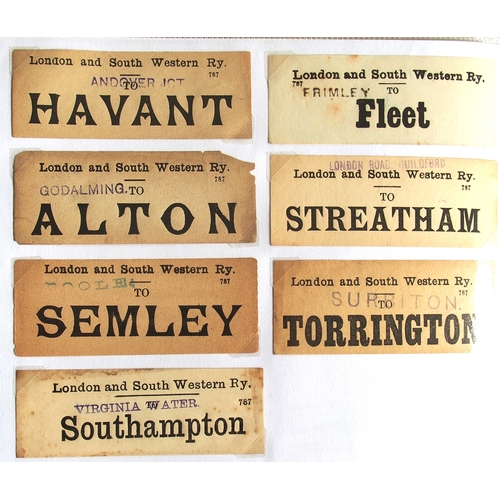 London and South Western Ry.
787
ANDOVER JCT
TO
HAVANT
London and South Western Ry.
787
GODALMING.
TO
ALTON
London and South Western Ry.
787
POOLE
TO
SEMLEY
London and South Western Ry.
VIRGINIA WATER.
TO
787
Southampton
London and South Western Ry.
787
FRIMLEY
TO
Fleet
LONDON ROAD, GUILDFORD
London and South Western Ry.
787
TO
STREATHAM
London and South Western Ry.
787
SURBITON.
TO
TORRINGTON